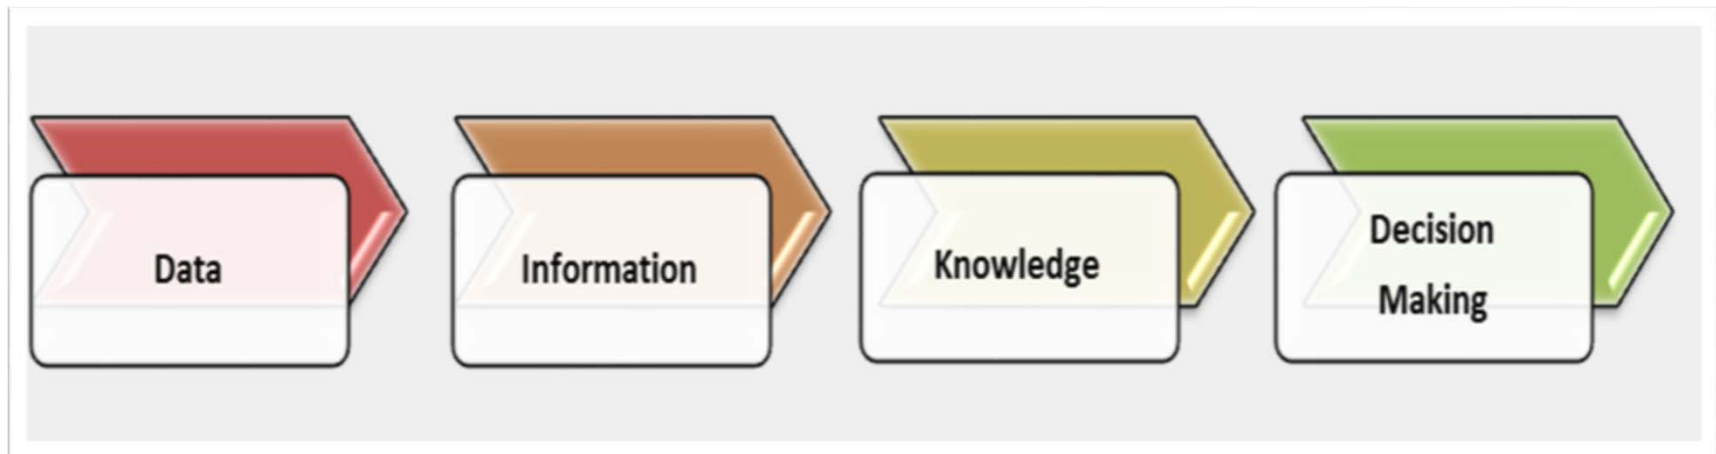 Data
Information
Knowledge
Decision
Making